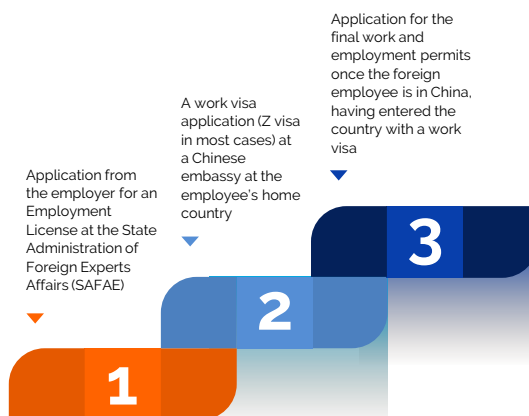 Application for the
final work and
employment permits
once the foreign
employee is in China,
having entered the
country with a work
visa
A work visa
application (Z visa
in most cases) at
a Chinese
embassy at the
employee's home
country
Application from
the employer for an
Employment
License at the State
Administration of
Foreign Experts
Affairs (SAFAE)
3
2
1